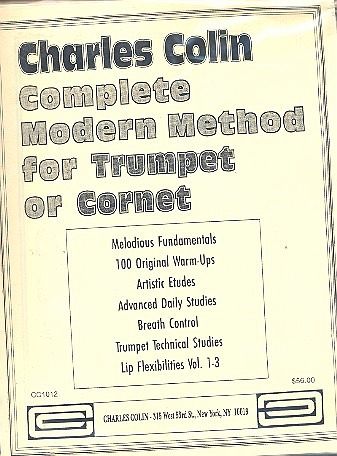 Charles Colin
Complete
Modern Method
for Trumpet
or Cornet
Melodious Fundamentals
100 Original Warm-Ups
Artistic Etudes
Advanced Daily Studies
Breath Control
Trumpet Technical Studies
Lip Flexibilities Vol. 1-3
CC1012
$56.00
CHARLES COLIN - 315 West 53rd St., New York, NY 10019